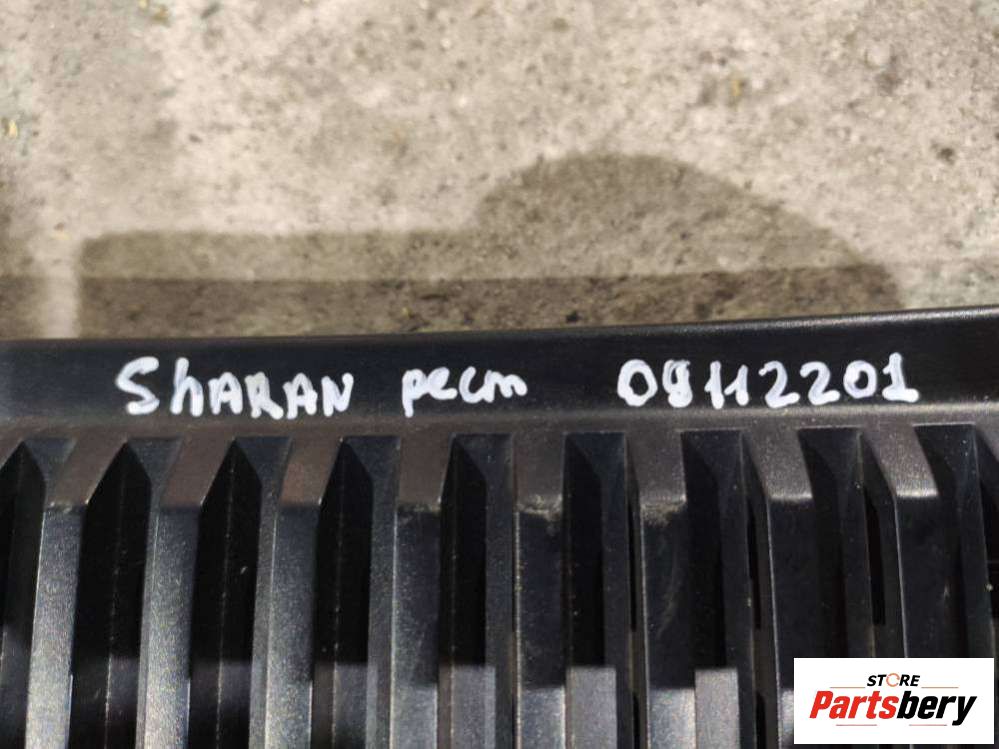 ShARAN рест 08112201
STORE
Partsbery